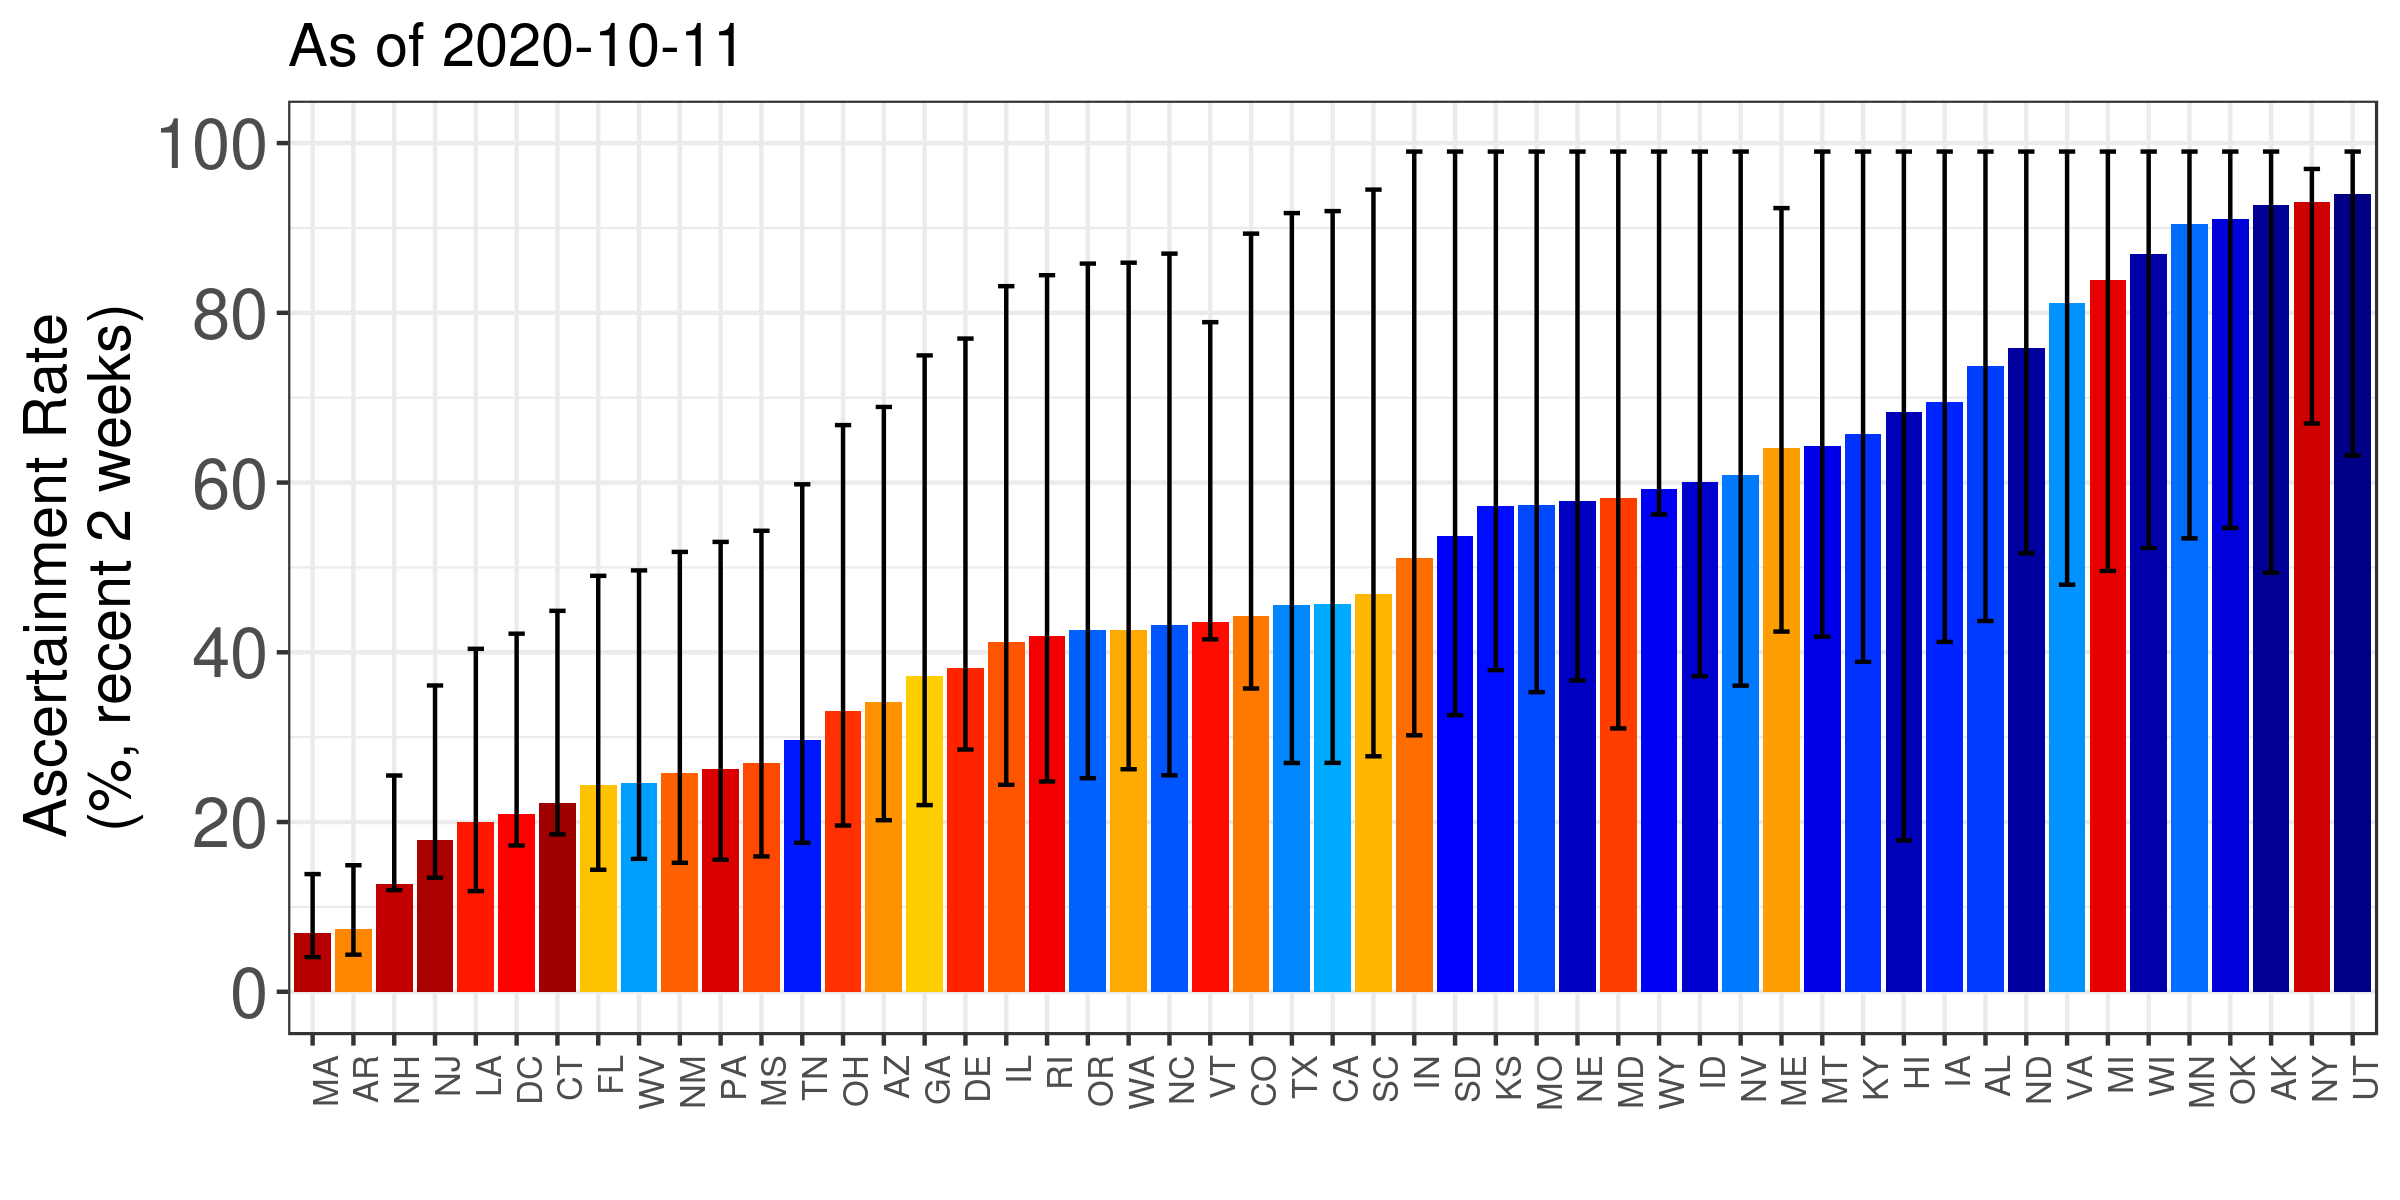 As of 2020-10-11
Ascertainment Rate
(%, recent 2 weeks)
100
80
60
40
20
0
MA AR NH NJ LA DC CT FL WV NM PA MS TN OH AZ GA DE IL RI OR WA NC VT CO TX CA SC IN SD KS MO NE MD WY ID NV ME MT KY HI IA AL ND VA MI WI MN OK AK NY UT